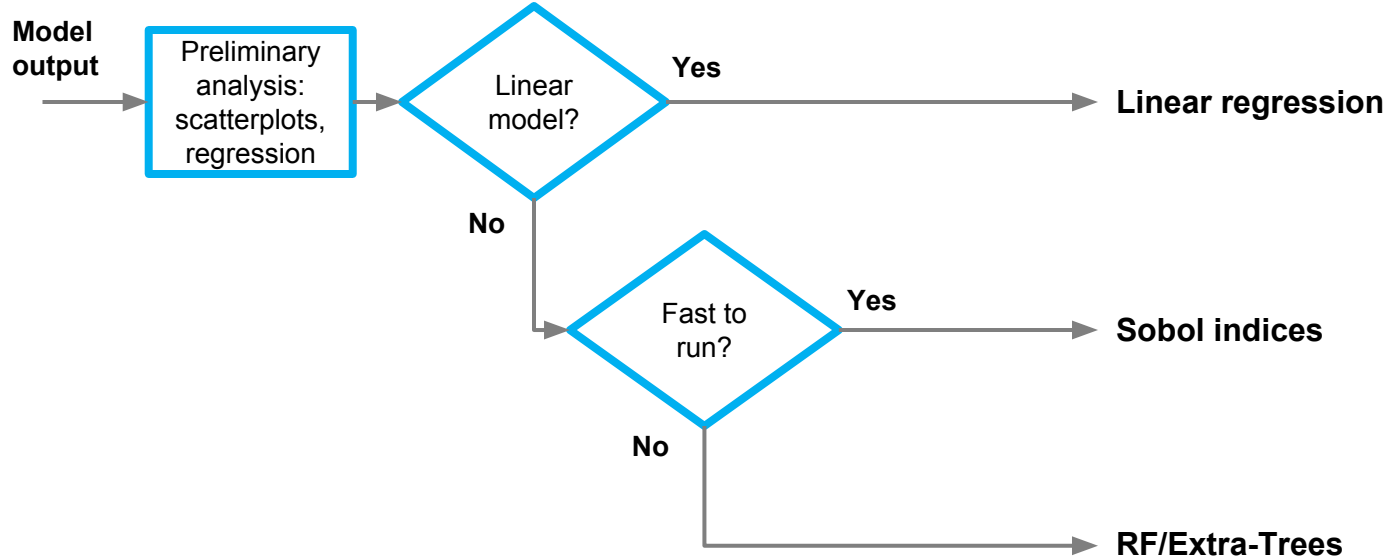 Model
output
Preliminary
analysis:
scatterplots,
regression
Linear
model?
Yes
Linear regression
No
Fast to
run?
Yes
Sobol indices
No
RF/Extra-Trees